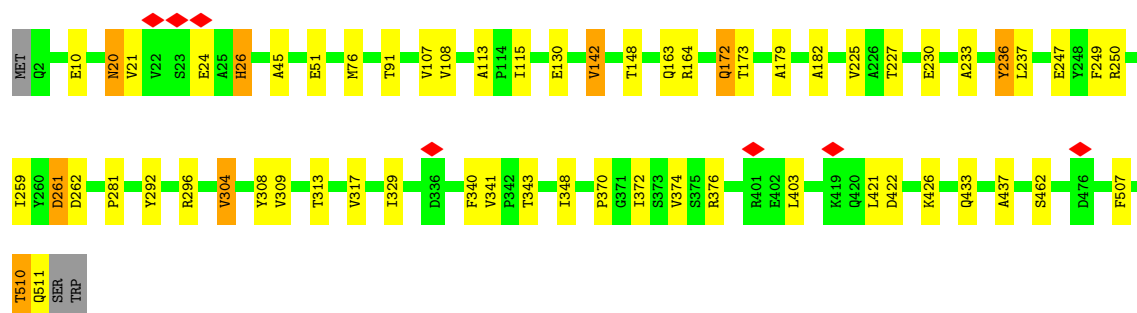 MET Q2 E10 N20 V21 V22 S23 E24 A25 H26 A45 E51 M76 T91 V107 V108 A113 P114 I115 E130 V142 T148 Q163 R164 Q172 T173 A179 A182 V225 A226 T227 E230 A233 Y236 L237 E247 Y248 F249 R250
I259 Y260 D261 D262 P281 Y292 R296 V304 Y308 V309 T313 V317 I329 D336 F340 V341 P342 T343 I348 P370 G371 I372 S373 V374 S375 R376 R401 E402 L403 K419 Q420 L421 D422 K426 Q433 A437 S462 D476 F507
T510 Q511 SER TRP